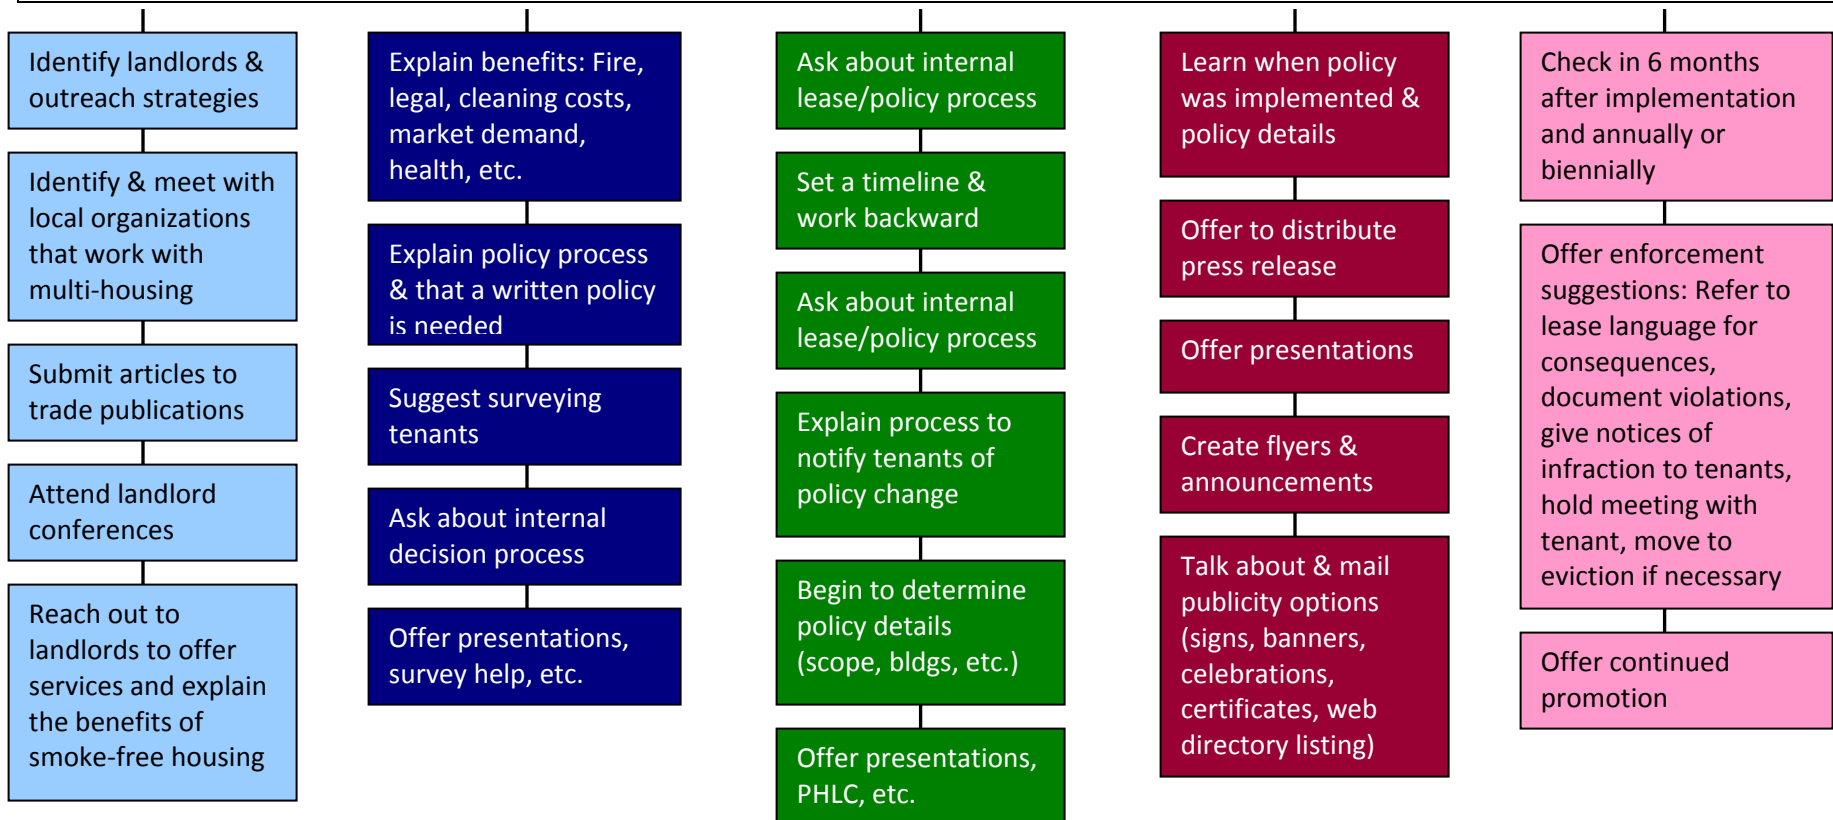 Identify landlords &
outreach strategies
Identify & meet with
local organizations
that work with
multi-housing
Submit articles to
trade publications
Attend landlord
conferences
Reach out to
landlords to offer
services and explain
the benefits of
smoke-free housing
Explain benefits: Fire,
legal, cleaning costs,
market demand,
health, etc.
Explain policy process
& that a written policy
is needed
Suggest surveying
tenants
Ask about internal
decision process
Offer presentations,
survey help, etc.
Ask about internal
lease/policy process
Set a timeline &
work backward
Ask about internal
lease/policy process
Explain process to
notify tenants of
policy change
Begin to determine
policy details
(scope, bldgs, etc.)
Offer presentations,
PHLC, etc.
Learn when policy
was implemented &
policy details
Offer to distribute
press release
Offer presentations
Create flyers &
announcements
Talk about & mail
publicity options
(signs, banners,
celebrations,
certificates, web
directory listing)
Check in 6 months
after implementation
and annually or
biennially
Offer enforcement
suggestions: Refer to
lease language for
consequences,
document violations,
give notices of
infraction to tenants,
hold meeting with
tenant, move to
eviction if necessary
Offer continued
promotion